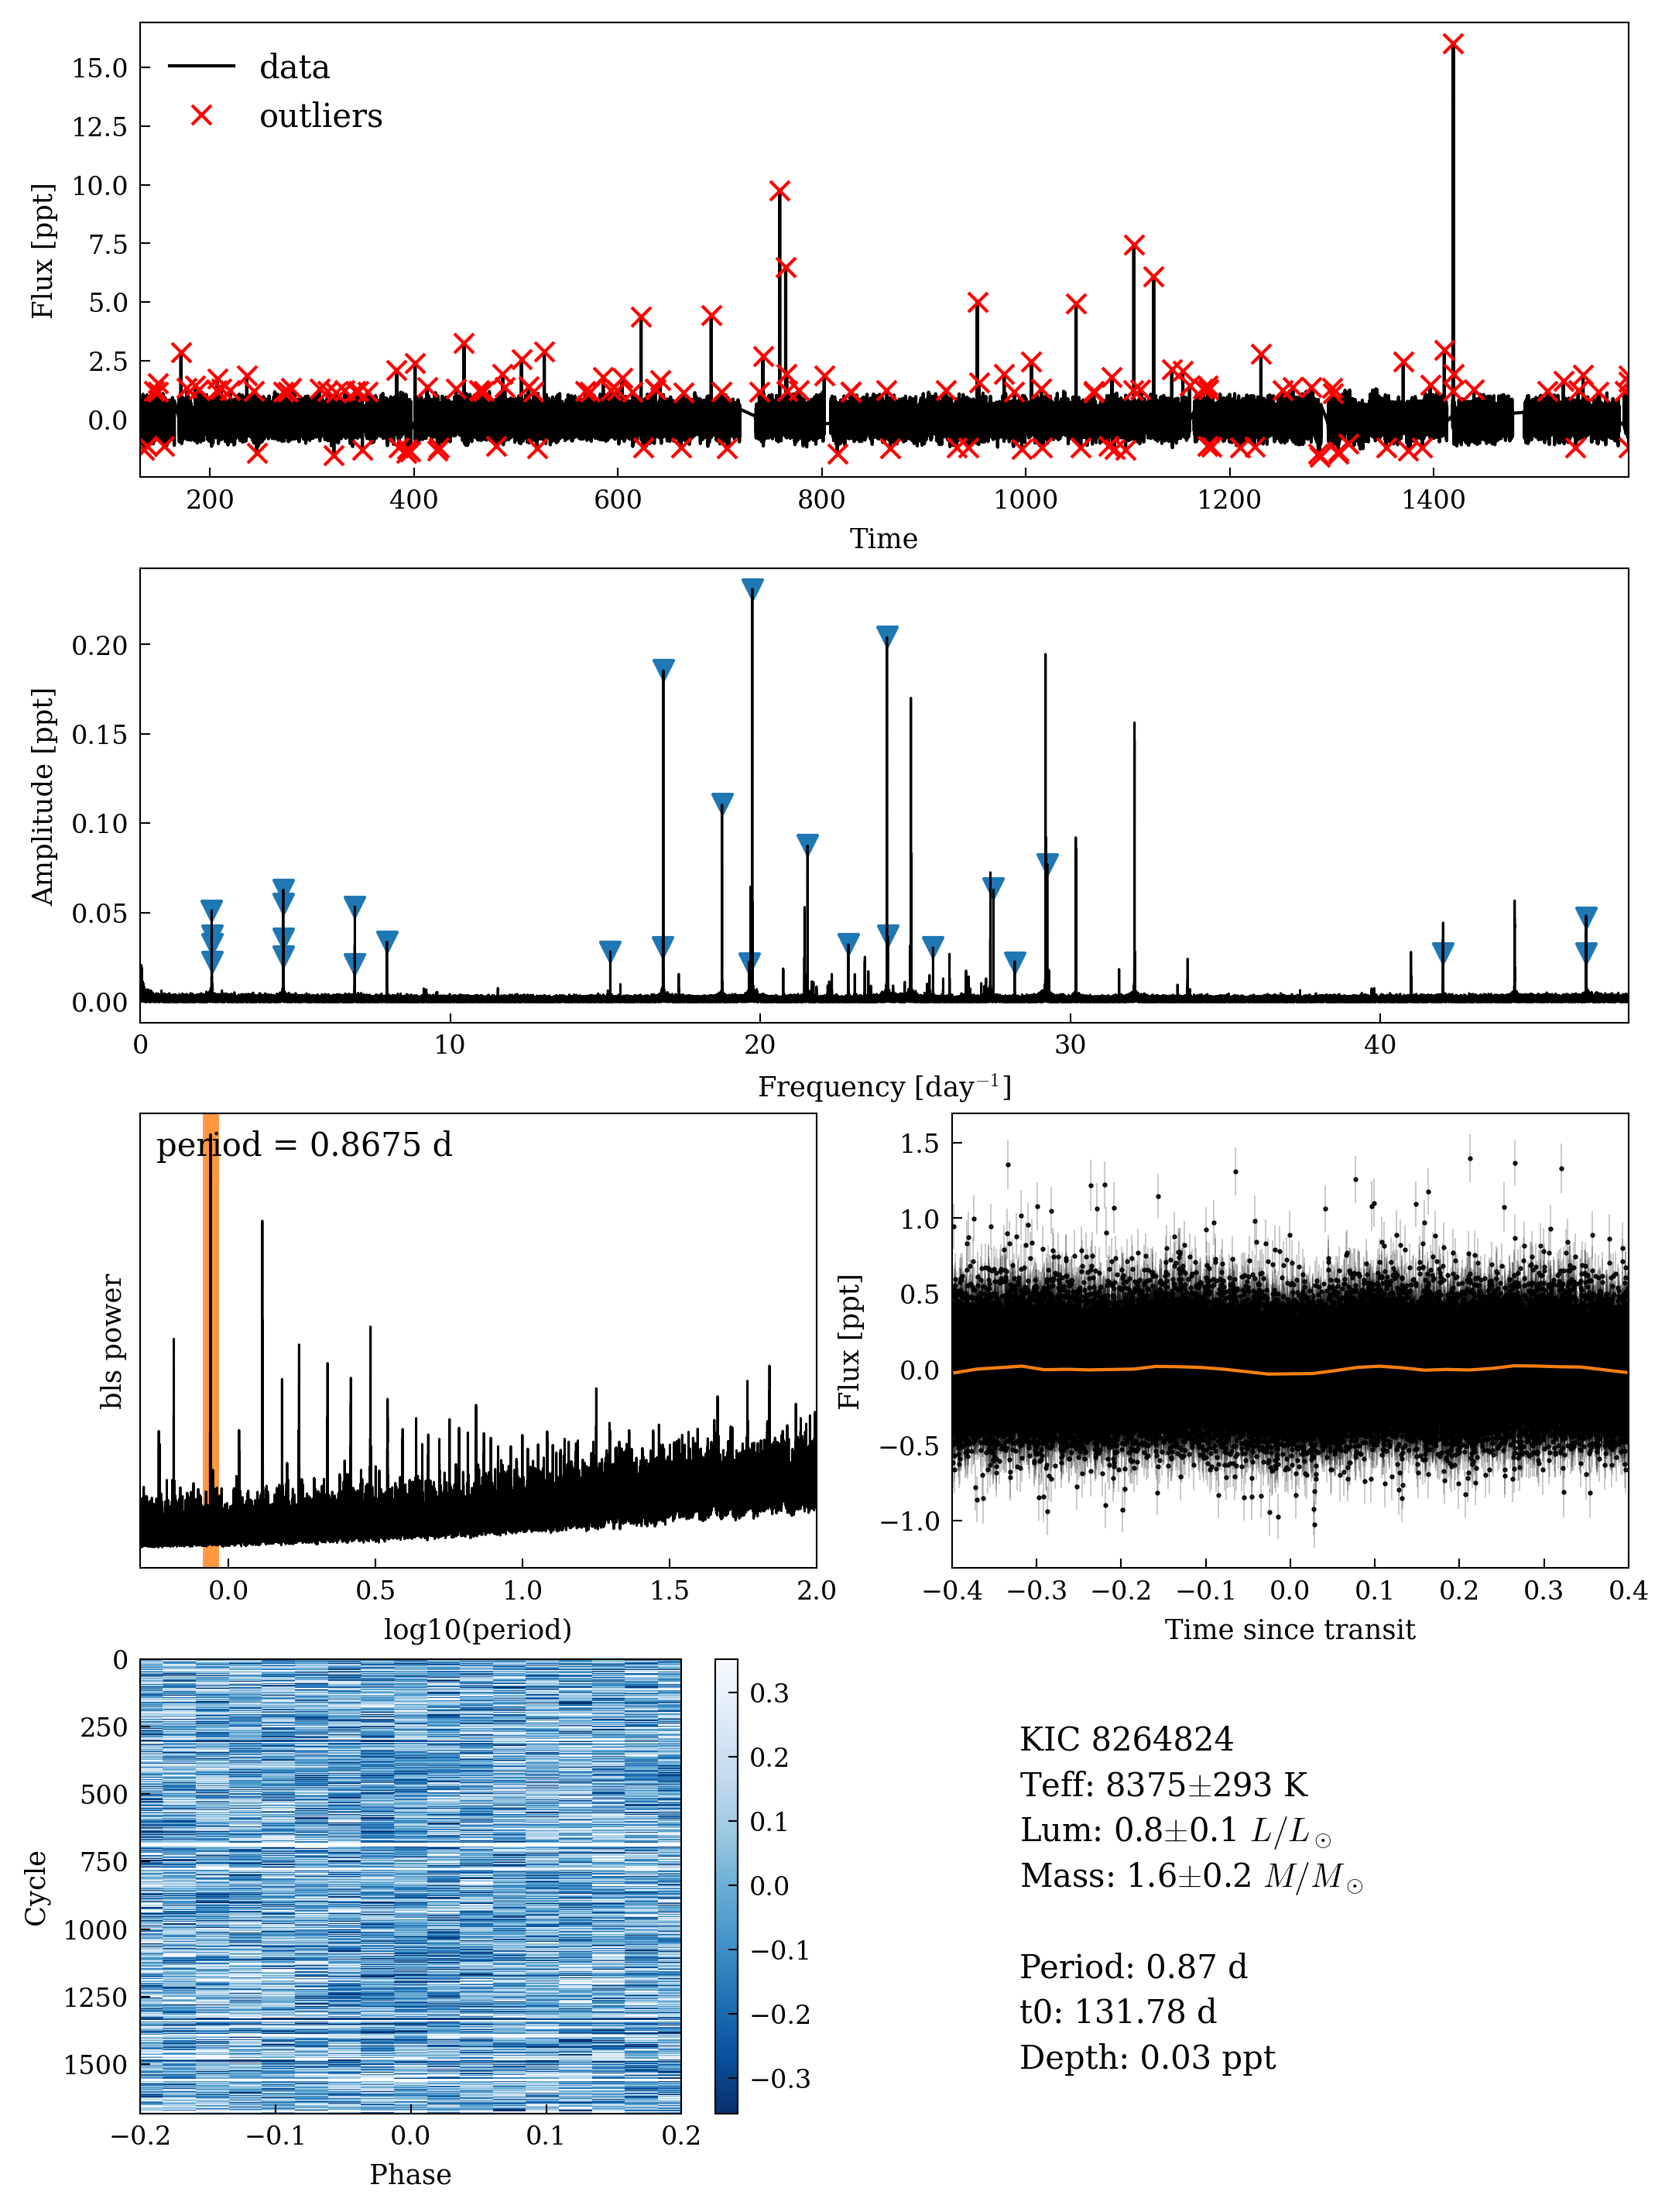 data
outliers
15.0
12.5
10.0
7.5
5.0
2.5
0.0
Flux [ppt]
200 400 600 800 1000 1200 1400
Time
0.20
0.15
0.10
0.05
0.00
Amplitude [ppt]
0 10 20 30 40
Frequency [day⁻¹]
period = 0.8675 d
bls power
0.0 0.5 1.0 1.5 2.0
log10(period)
1.5
1.0
0.5
0.0
−0.5
−1.0
Flux [ppt]
−0.4 −0.3 −0.2 −0.1 0.0 0.1 0.2 0.3 0.4
Time since transit
0
250
500
750
1000
1250
1500
Cycle
−0.2 −0.1 0.0 0.1 0.2
Phase
0.3
0.2
0.1
0.0
−0.1
−0.2
−0.3
KIC 8264824
Teff: 8375±293 K
Lum: 0.8±0.1 L/L⊙
Mass: 1.6±0.2 M/M⊙
Period: 0.87 d
t0: 131.78 d
Depth: 0.03 ppt